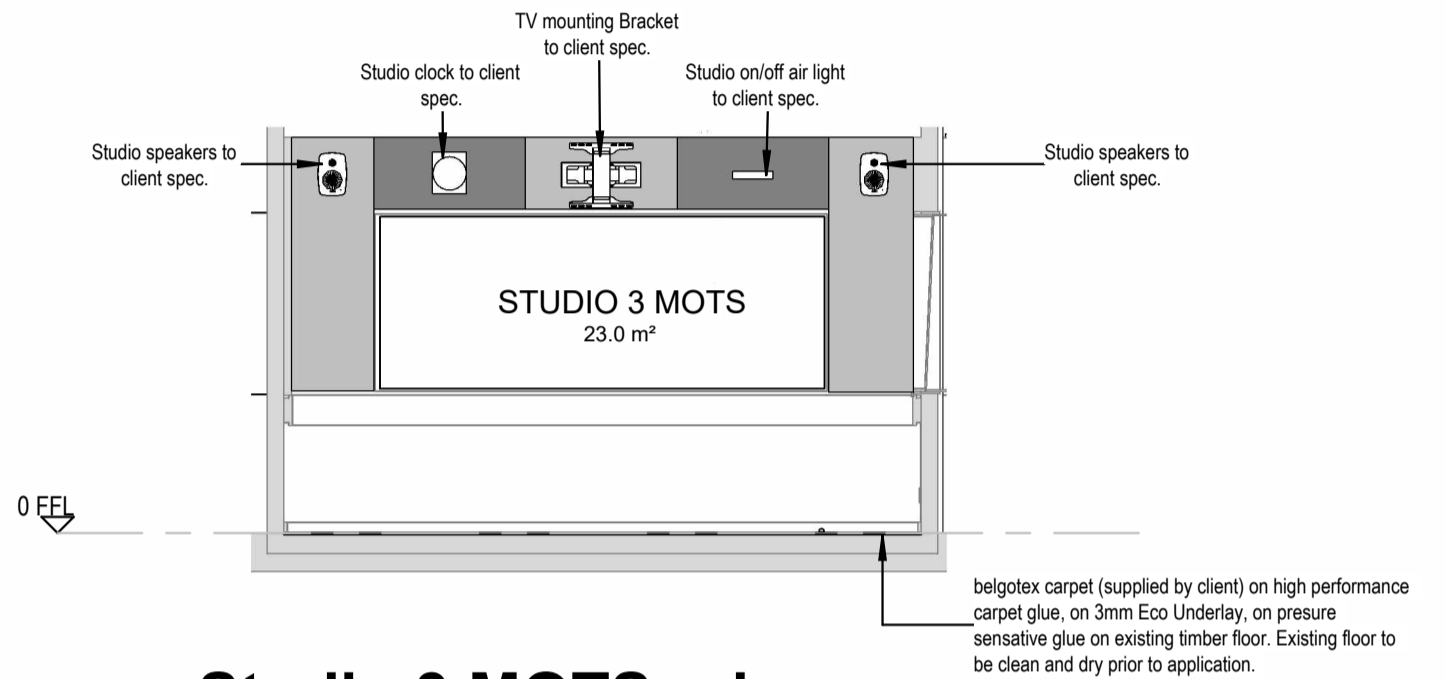 TV mounting Bracket
to client spec.
Studio clock to client
spec.
Studio on/off air light
to client spec.
Studio speakers to
client spec.
Studio speakers to
client spec.
STUDIO 3 MOTS
23.0 m²
0 FFL
belgotex carpet (supplied by client) on high performance
carpet glue, on 3mm Eco Underlay, on presure
sensative glue on existing timber floor. Existing floor to
be clean and dry prior to application.